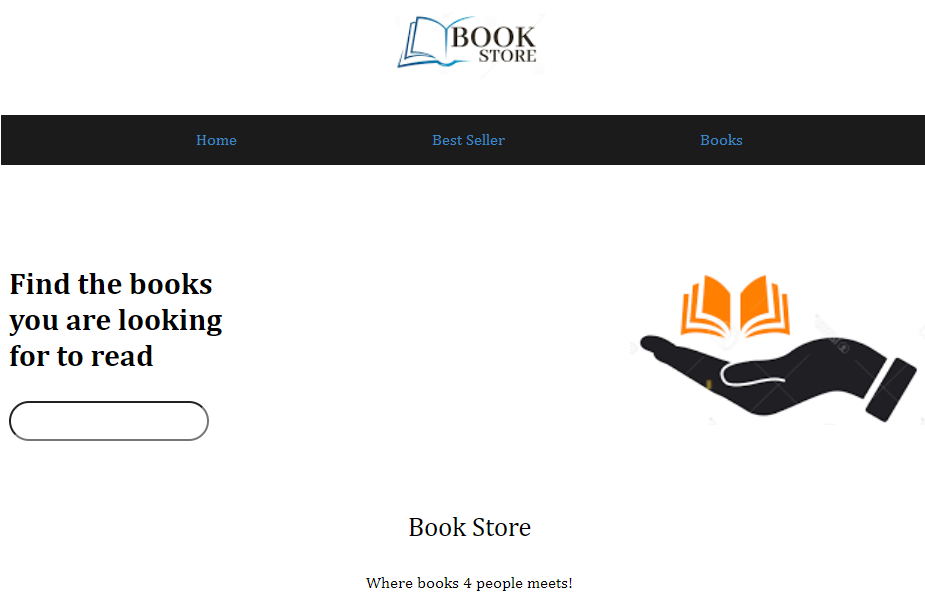 BOOK
STORE
Home Best Seller Books
Find the books
you are looking
for to read
Book Store
Where books 4 people meets!